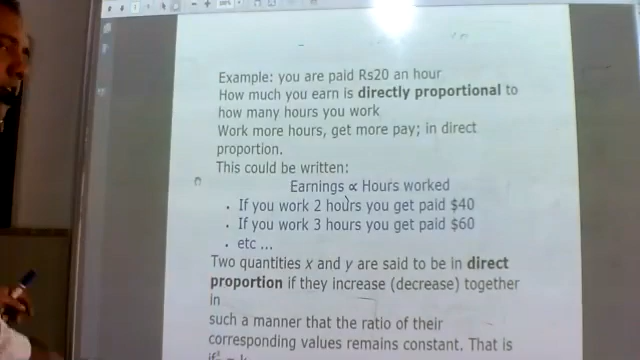 Example: you are paid Rs20 an hour
How much you earn is directly proportional to
how many hours you work
Work more hours, get more pay; in direct
proportion.
This could be written:
Earnings ∝ Hours worked
• If you work 2 hours you get paid $40
• If you work 3 hours you get paid $60
• etc ...
Two quantities x and y are said to be in direct
proportion if they increase (decrease) together
in
such a manner that the ratio of their
corresponding values remains constant. That is